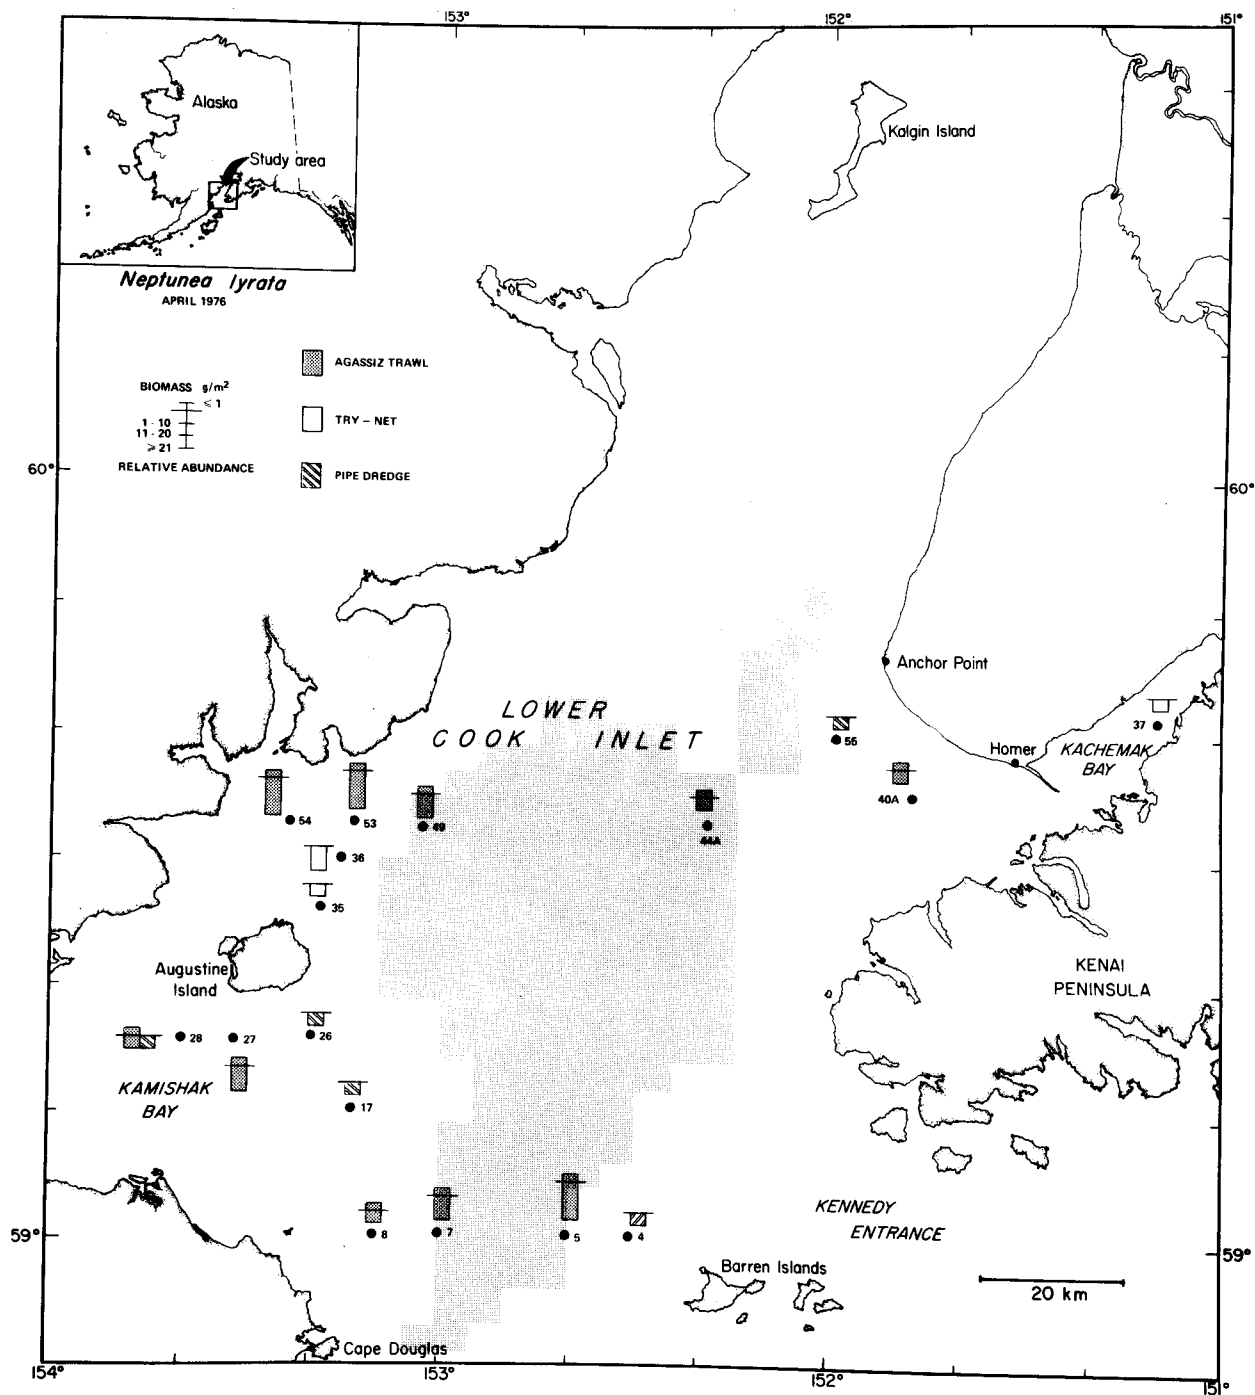 153°
152°
151°
Alaska
Study area
Kalgin Island
Neptunea lyrata
APRIL 1976
AGASSIZ TRAWL
BIOMASS g/m²
≤ 1
1 - 10
11 - 20
≥ 21
RELATIVE ABUNDANCE
TRY - NET
PIPE DREDGE
60°
60°
Anchor Point
LOWER
COOK INLET
Homer
KACHEMAK
BAY
37
55
40A
54
53
49
44A
36
35
Augustine
Island
KENAI
PENINSULA
28
27
26
KAMISHAK
BAY
17
KENNEDY
ENTRANCE
8
7
5
4
59°
59°
Barren Islands
20 km
Cape Douglas
154°
153°
152°
151°